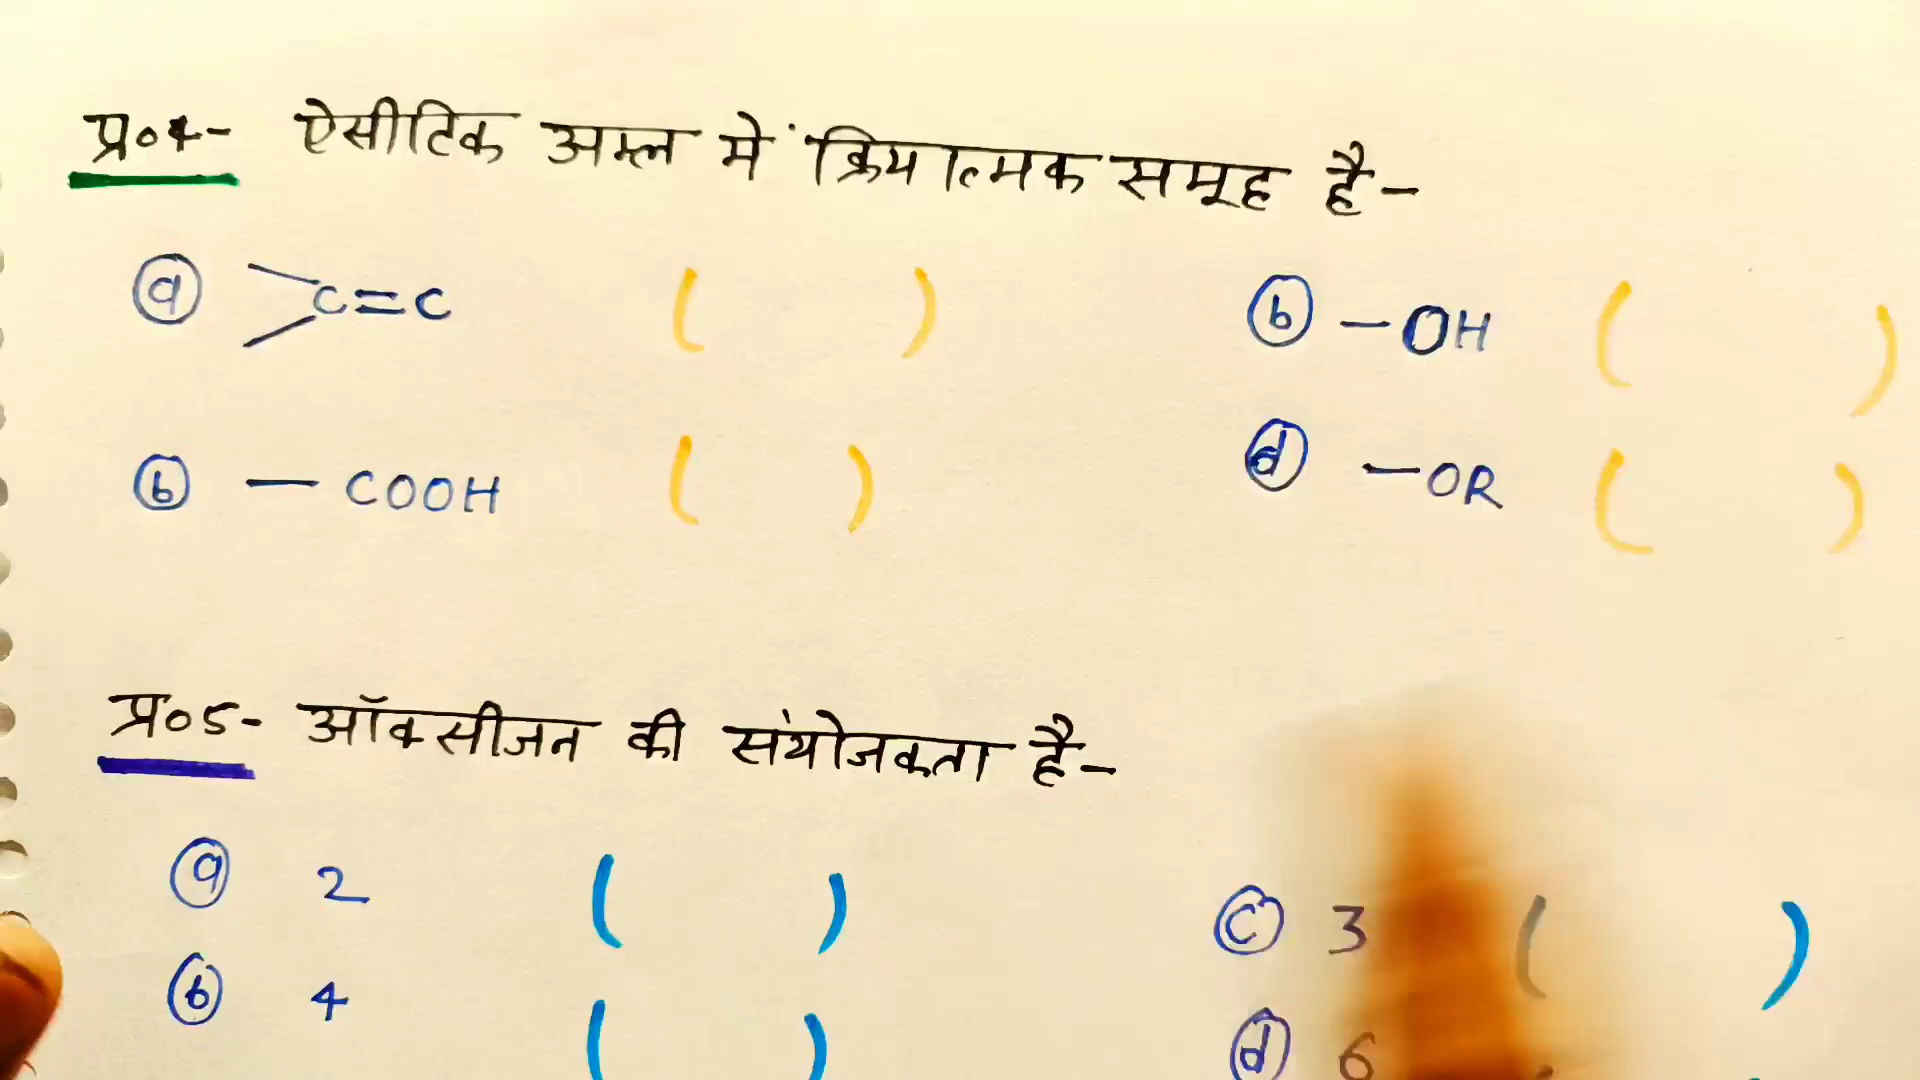 प्र०4- ऐसीटिक अम्ल में क्रियात्मक समूह है-
(a) >C=C ( ) (b) -OH ( )
(b) - COOH ( ) (d) -OR ( )
प्र०5- ऑक्सीजन की संयोजकता है-
(a) 2 ( ) (c) 3 ( )
(b) 4 ( ) (d) 6